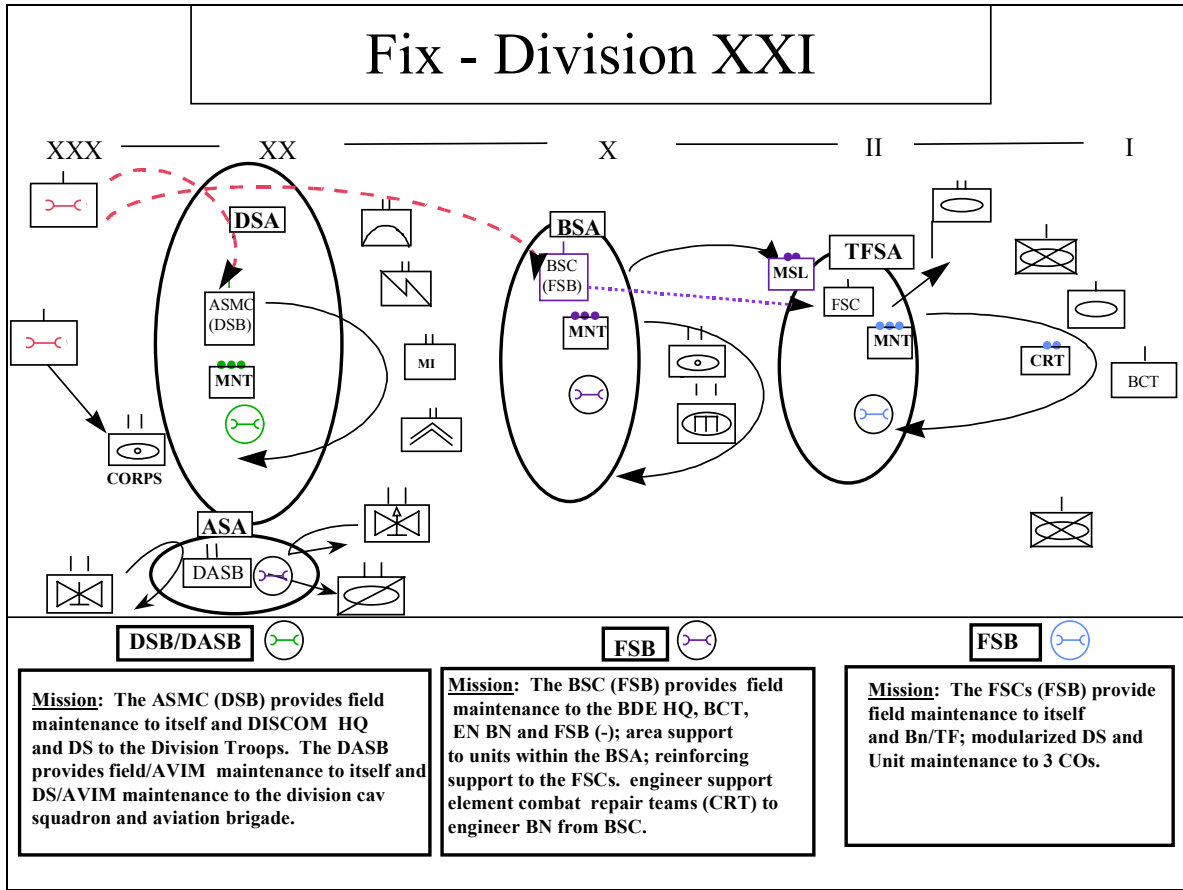 Fix - Division XXI
XXX
XX
X
II
I
DSA
BSA
TFSA
BSC
(FSB)
MSL
FSC
ASMC
(DSB)
MNT
MNT
MNT
MI
CRT
BCT
CORPS
ASA
DASB
DSB/DASB
FSB
FSB
Mission: The ASMC (DSB) provides field
maintenance to itself and DISCOM HQ
and DS to the Division Troops. The DASB
provides field/AVIM maintenance to itself and
DS/AVIM maintenance to the division cav
squadron and aviation brigade.
Mission: The BSC (FSB) provides field
maintenance to the BDE HQ, BCT,
EN BN and FSB (-); area support
to units within the BSA; reinforcing
support to the FSCs. engineer support
element combat repair teams (CRT) to
engineer BN from BSC.
Mission: The FSCs (FSB) provide
field maintenance to itself
and Bn/TF; modularized DS and
Unit maintenance to 3 COs.